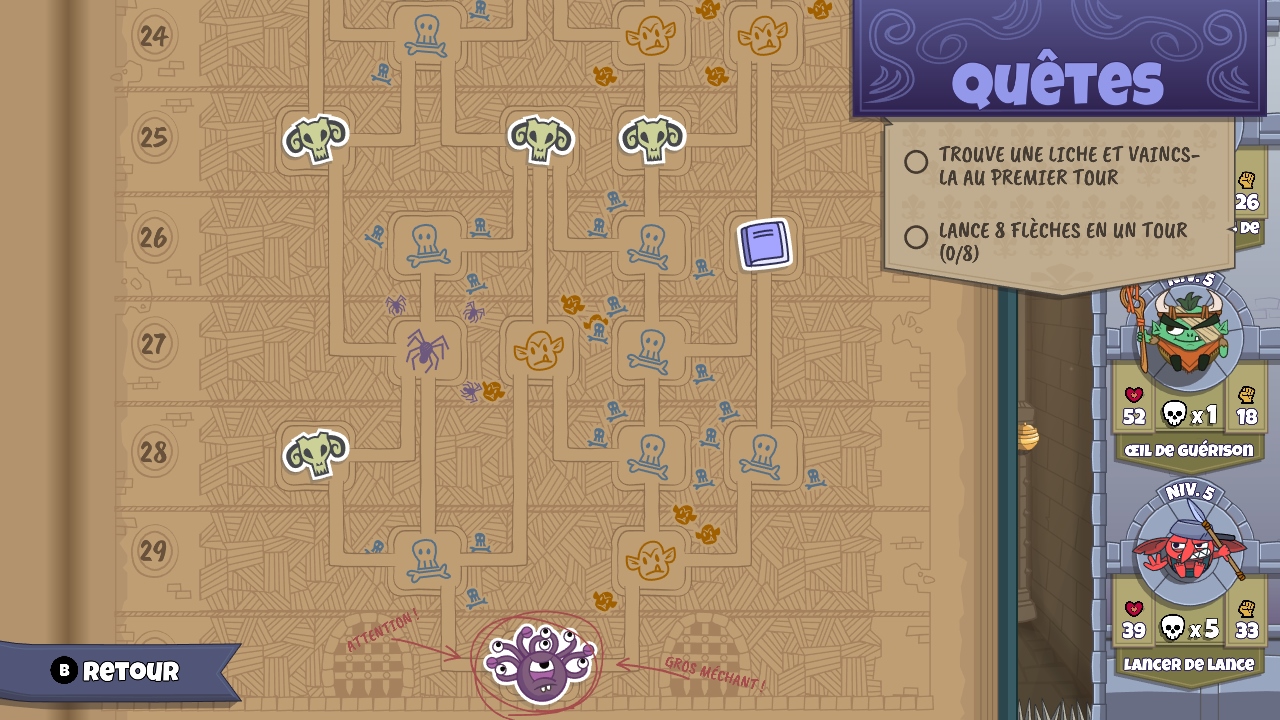 QUÊTES
TROUVE UNE LICHE ET VAINCS-
LA AU PREMIER TOUR
LANCE 8 FLÈCHES EN UN TOUR
(0/8)
24
25
26
27
28
29
26
DE
NIV. 5
52
x1
18
ŒIL DE GUÉRISON
NIV. 5
39
x5
33
LANCER DE LANCE
ATTENTION !
GROS MÉCHANT !
B RETOUR